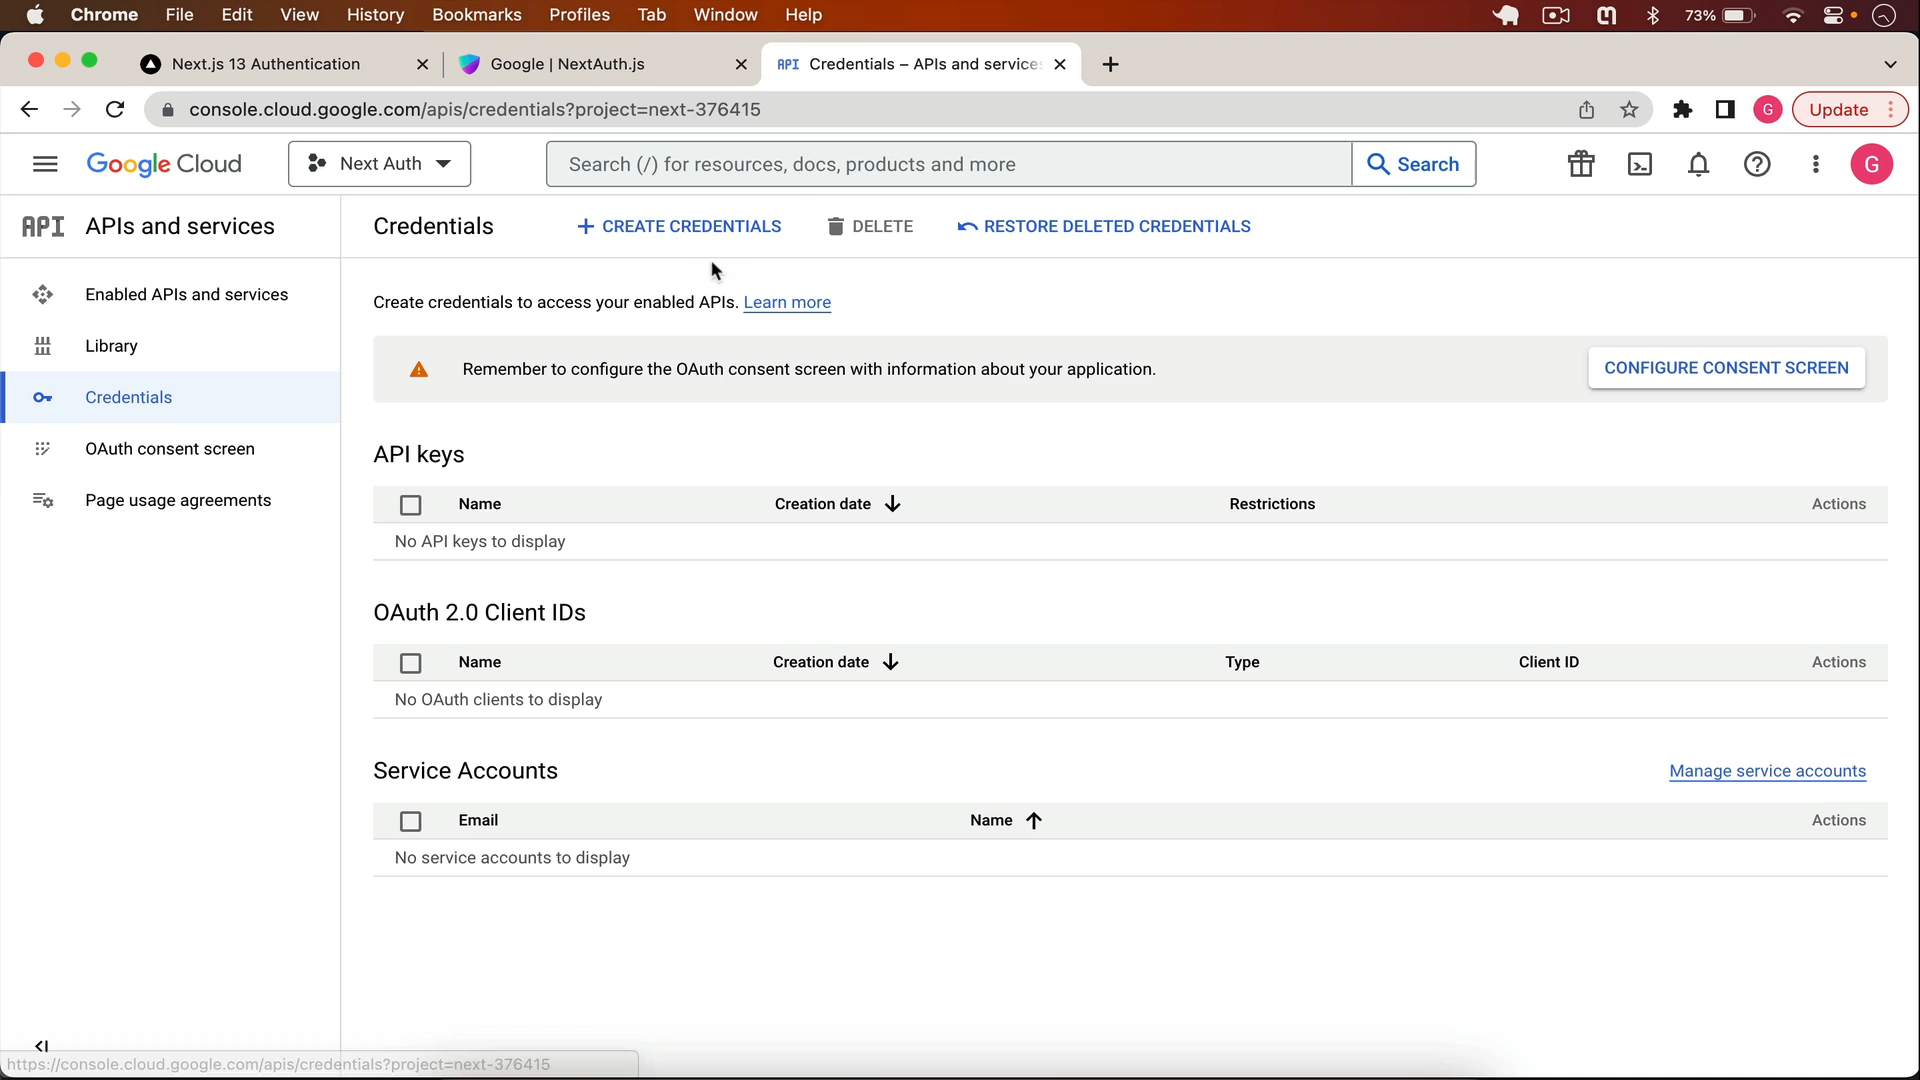 Chrome File Edit View History Bookmarks Profiles Tab Window Help 73%
Next.js 13 Authentication Google | NextAuth.js API Credentials – APIs and services
console.cloud.google.com/apis/credentials?project=next-376415 G Update
Google Cloud Next Auth Search (/) for resources, docs, products and more Search G
API APIs and services Credentials + CREATE CREDENTIALS DELETE RESTORE DELETED CREDENTIALS
Enabled APIs and services
Library
Credentials
OAuth consent screen
Page usage agreements
Create credentials to access your enabled APIs. Learn more
Remember to configure the OAuth consent screen with information about your application. CONFIGURE CONSENT SCREEN
API keys
Name Creation date Restrictions Actions
No API keys to display
OAuth 2.0 Client IDs
Name Creation date Type Client ID Actions
No OAuth clients to display
Service Accounts Manage service accounts
Email Name Actions
No service accounts to display
https://console.cloud.google.com/apis/credentials?project=next-376415